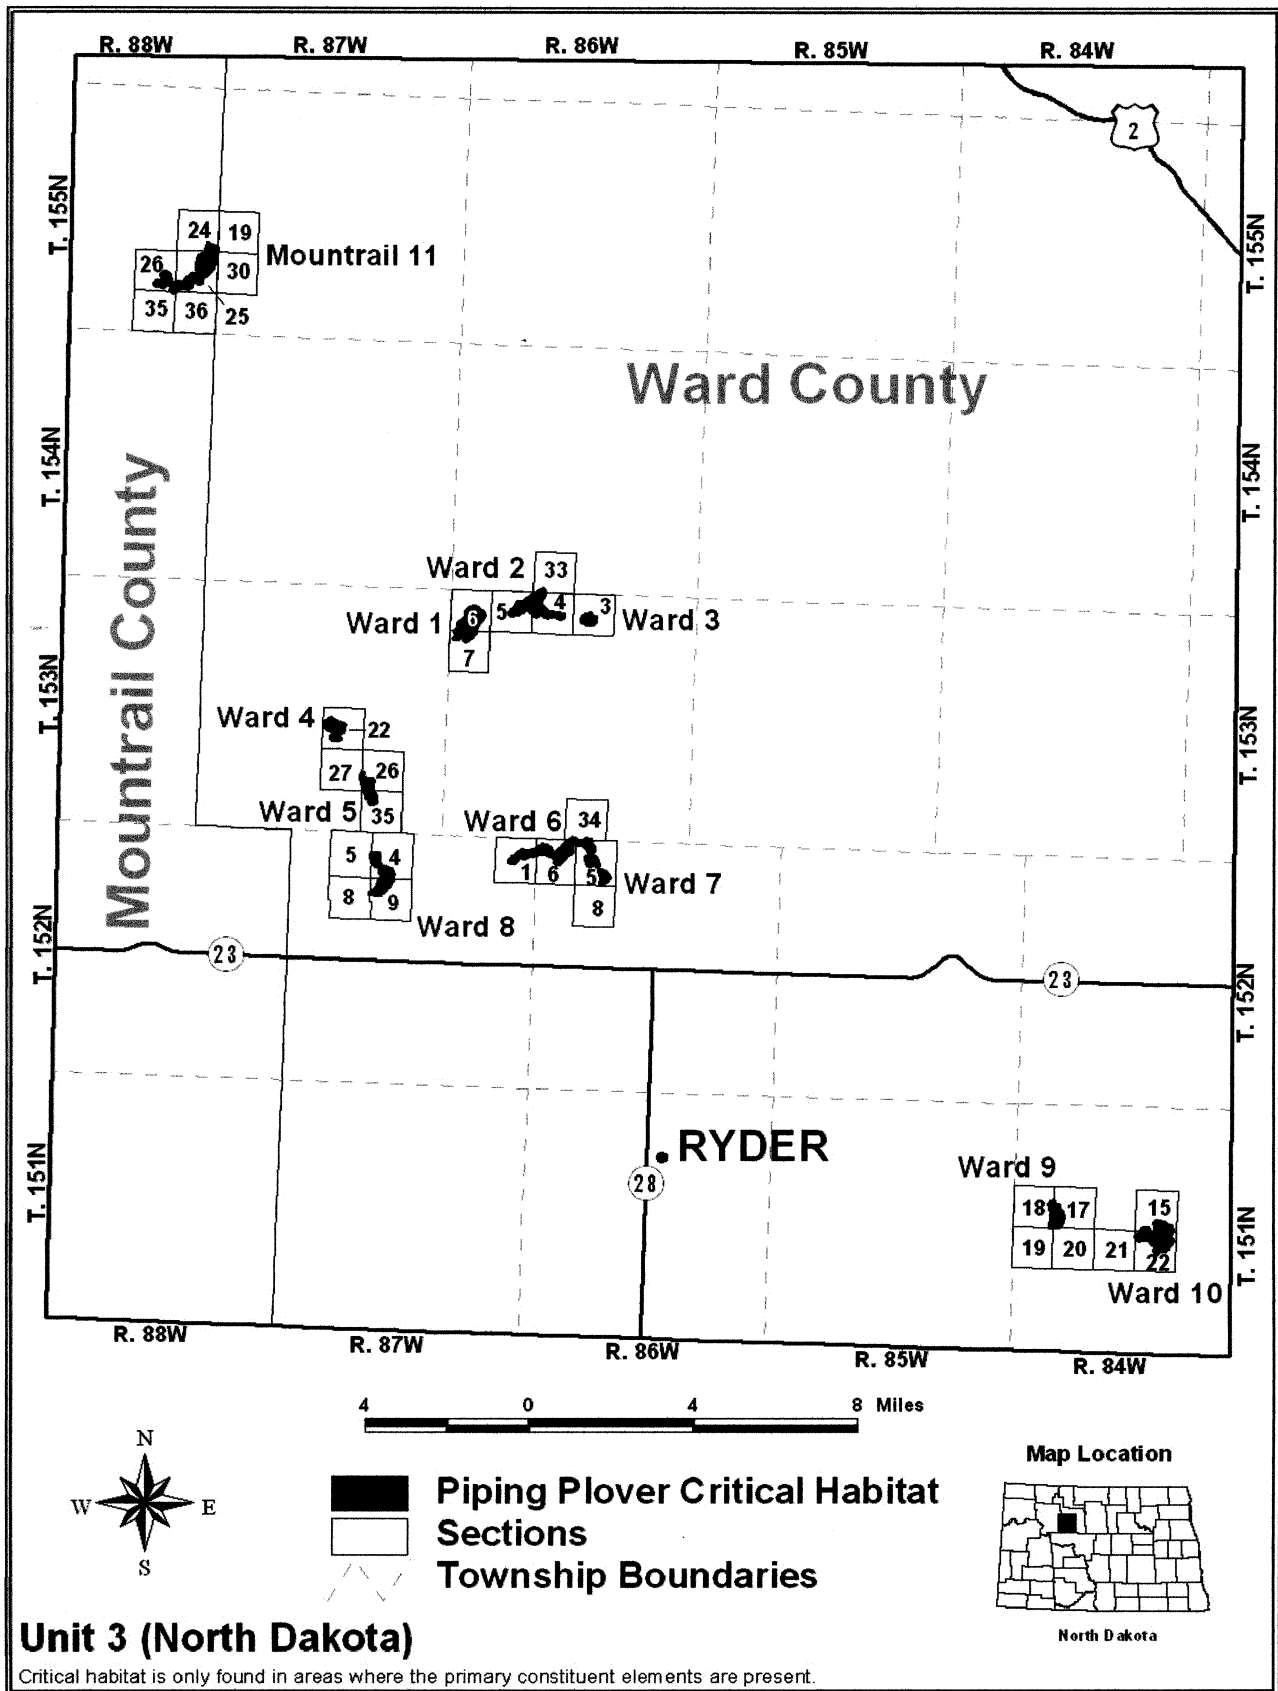 R. 88W R. 87W R. 86W R. 85W R. 84W
2
T. 155N
T. 155N
24 19
Mountrail 11
26
30
35 36 25
Ward County
T. 154N
T. 154N
Mountrail County
Ward 2 33
Ward 1 6 5 4 3 Ward 3
7
T. 153N
T. 153N
Ward 4 22
27 26
Ward 5 35
Ward 6 34
5 4
1 6 5 Ward 7
8 9
8
Ward 8
T. 152N
T. 152N
23
23
T. 151N
T. 151N
RYDER
28
Ward 9
18 17 15
19 20 21 22
Ward 10
R. 88W R. 87W R. 86W R. 85W R. 84W
4 0 4 8 Miles
N
W E
S
Piping Plover Critical Habitat
Sections
Township Boundaries
Map Location
North Dakota
Unit 3 (North Dakota)
Critical habitat is only found in areas where the primary constituent elements are present.